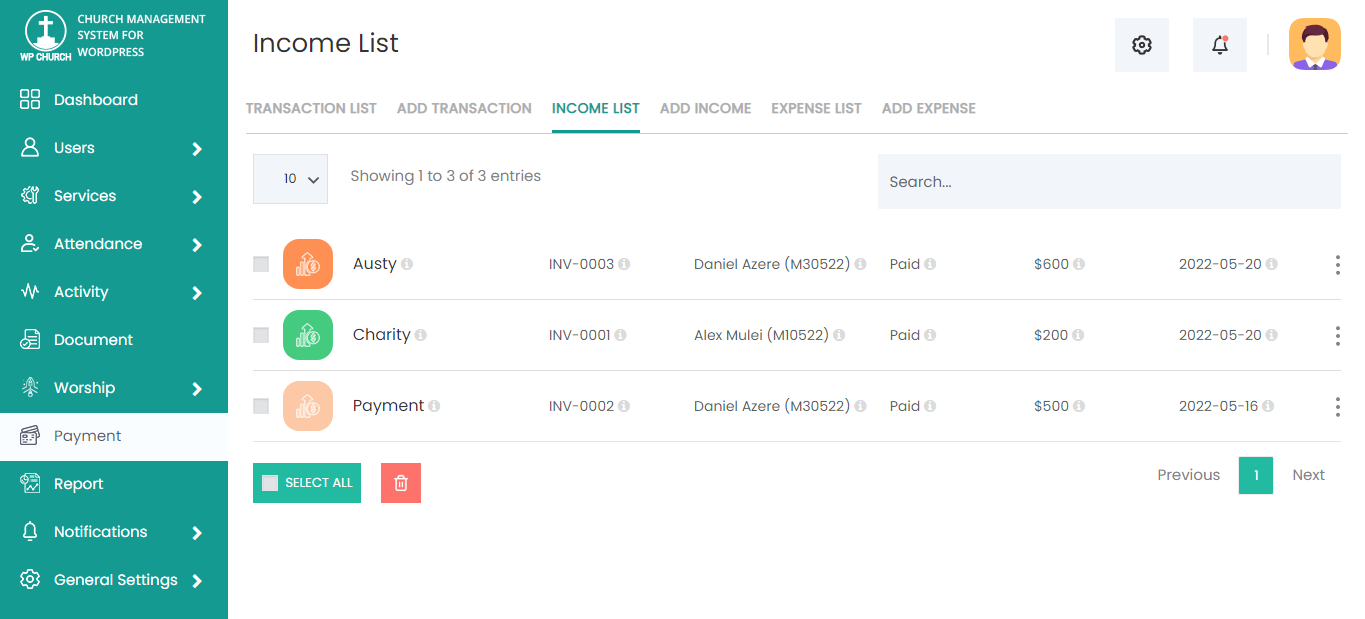 CHURCH MANAGEMENT
SYSTEM FOR
WORDPRESS
WP CHURCH
Dashboard
Users
Services
Attendance
Activity
Document
Worship
Payment
Report
Notifications
General Settings
Income List
TRANSACTION LIST ADD TRANSACTION INCOME LIST ADD INCOME EXPENSE LIST ADD EXPENSE
10 Showing 1 to 3 of 3 entries Search...
Austy INV-0003 Daniel Azere (M30522) Paid $600 2022-05-20
Charity INV-0001 Alex Mulei (M10522) Paid $200 2022-05-20
Payment INV-0002 Daniel Azere (M30522) Paid $500 2022-05-16
SELECT ALL Previous 1 Next